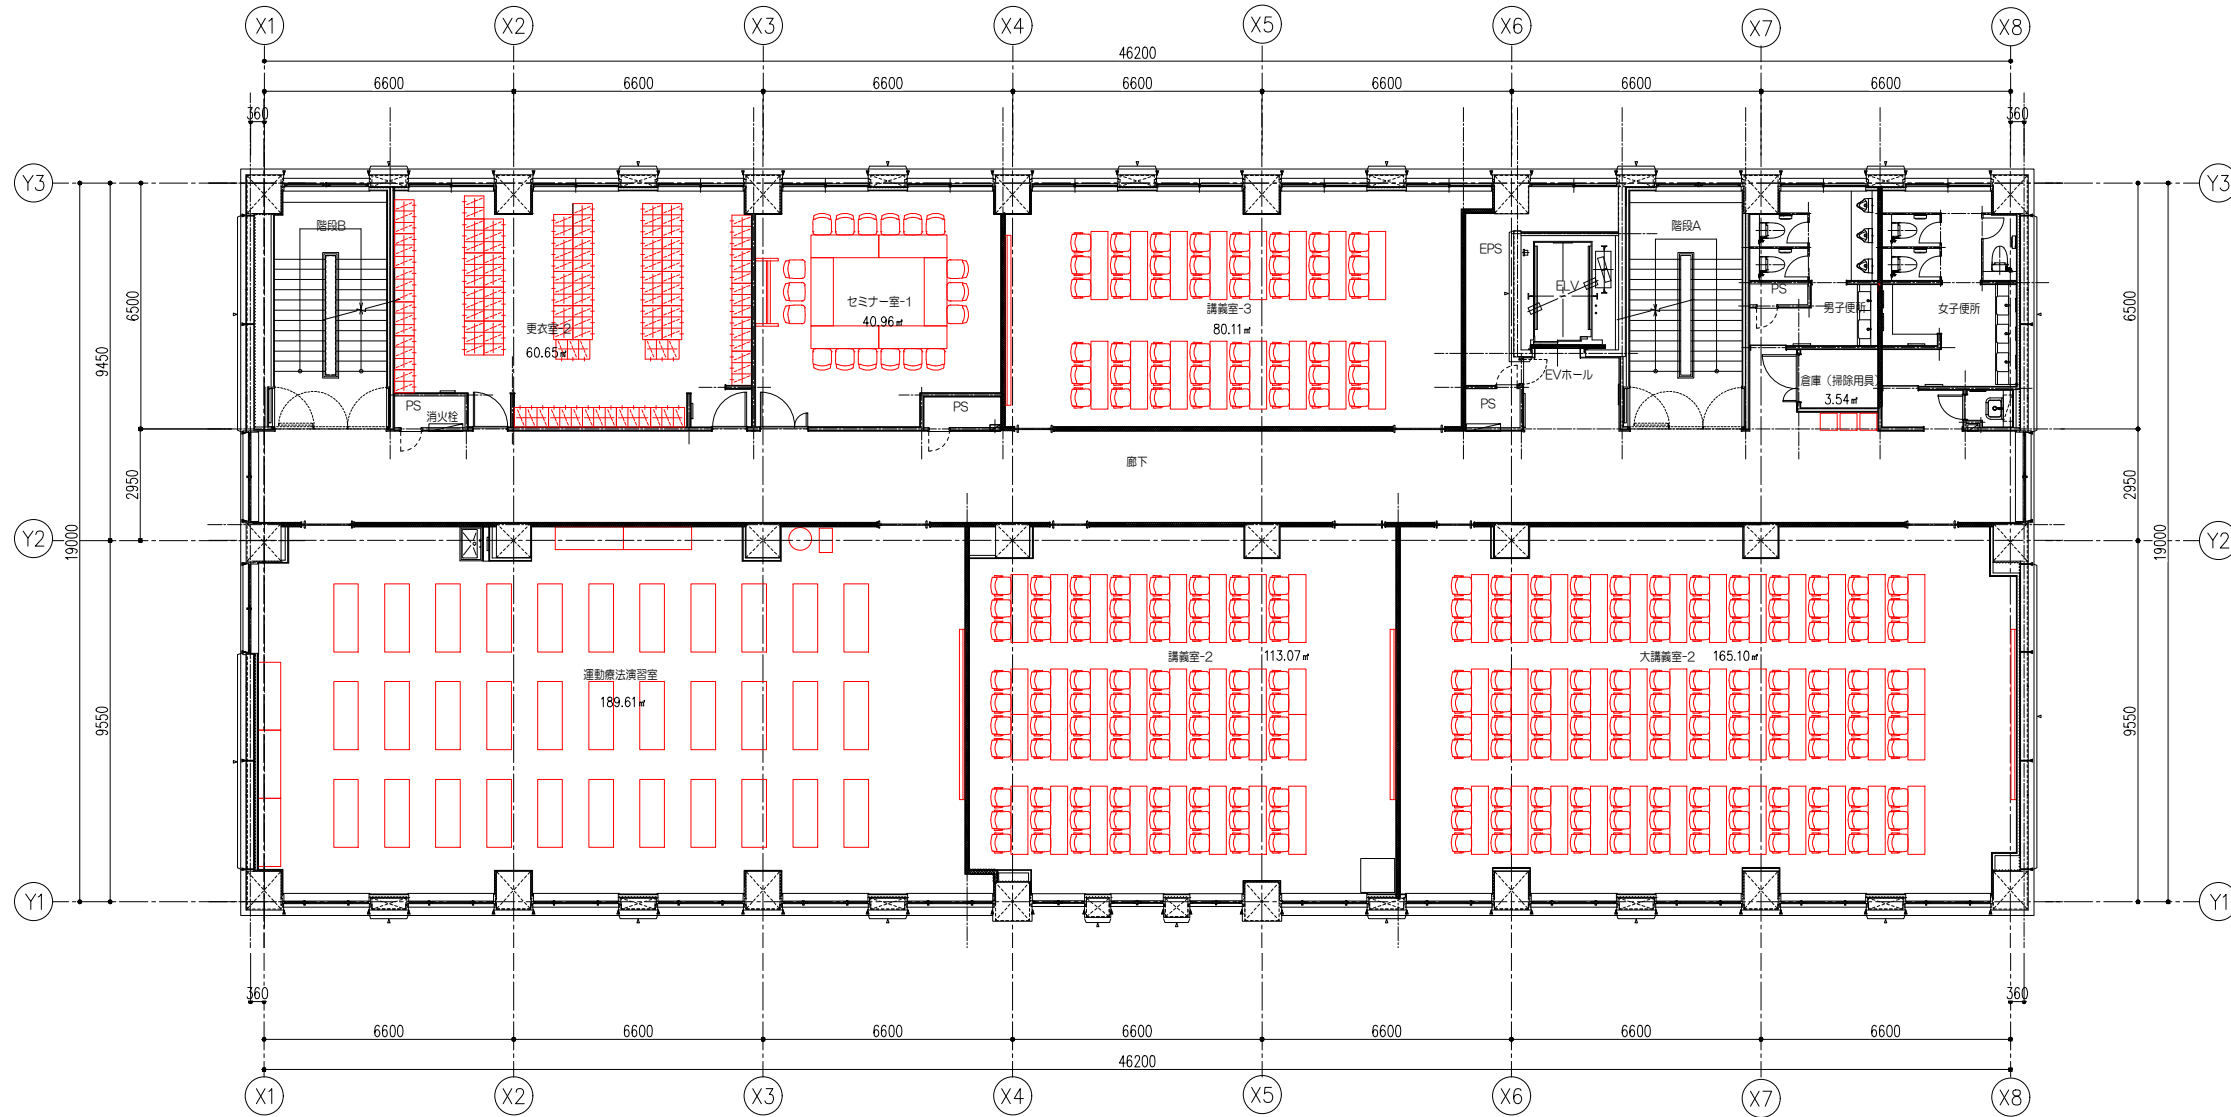 X1 X2 X3 X4 X5 X6 X7 X8
46200
6600 6600 6600 6600 6600 6600 6600
360 360
Y3 Y3
階段B
階段A
EPS
ELV
PS
セミナー室-1
40.96㎡
講義室-3
80.11㎡
男子便所
女子便所
更衣室-2
60.65㎡
6500 6500
9450
EVホール
倉庫（掃除用具）
3.54㎡
PS
消火栓
PS
PS
廊下
2950 2950
Y2 Y2
19000 19000
運動療法演習室
189.61㎡
講義室-2
113.07㎡
大講義室-2
165.10㎡
9550 9550
Y1 Y1
360 360
6600 6600 6600 6600 6600 6600 6600
46200
X1 X2 X3 X4 X5 X6 X7 X8